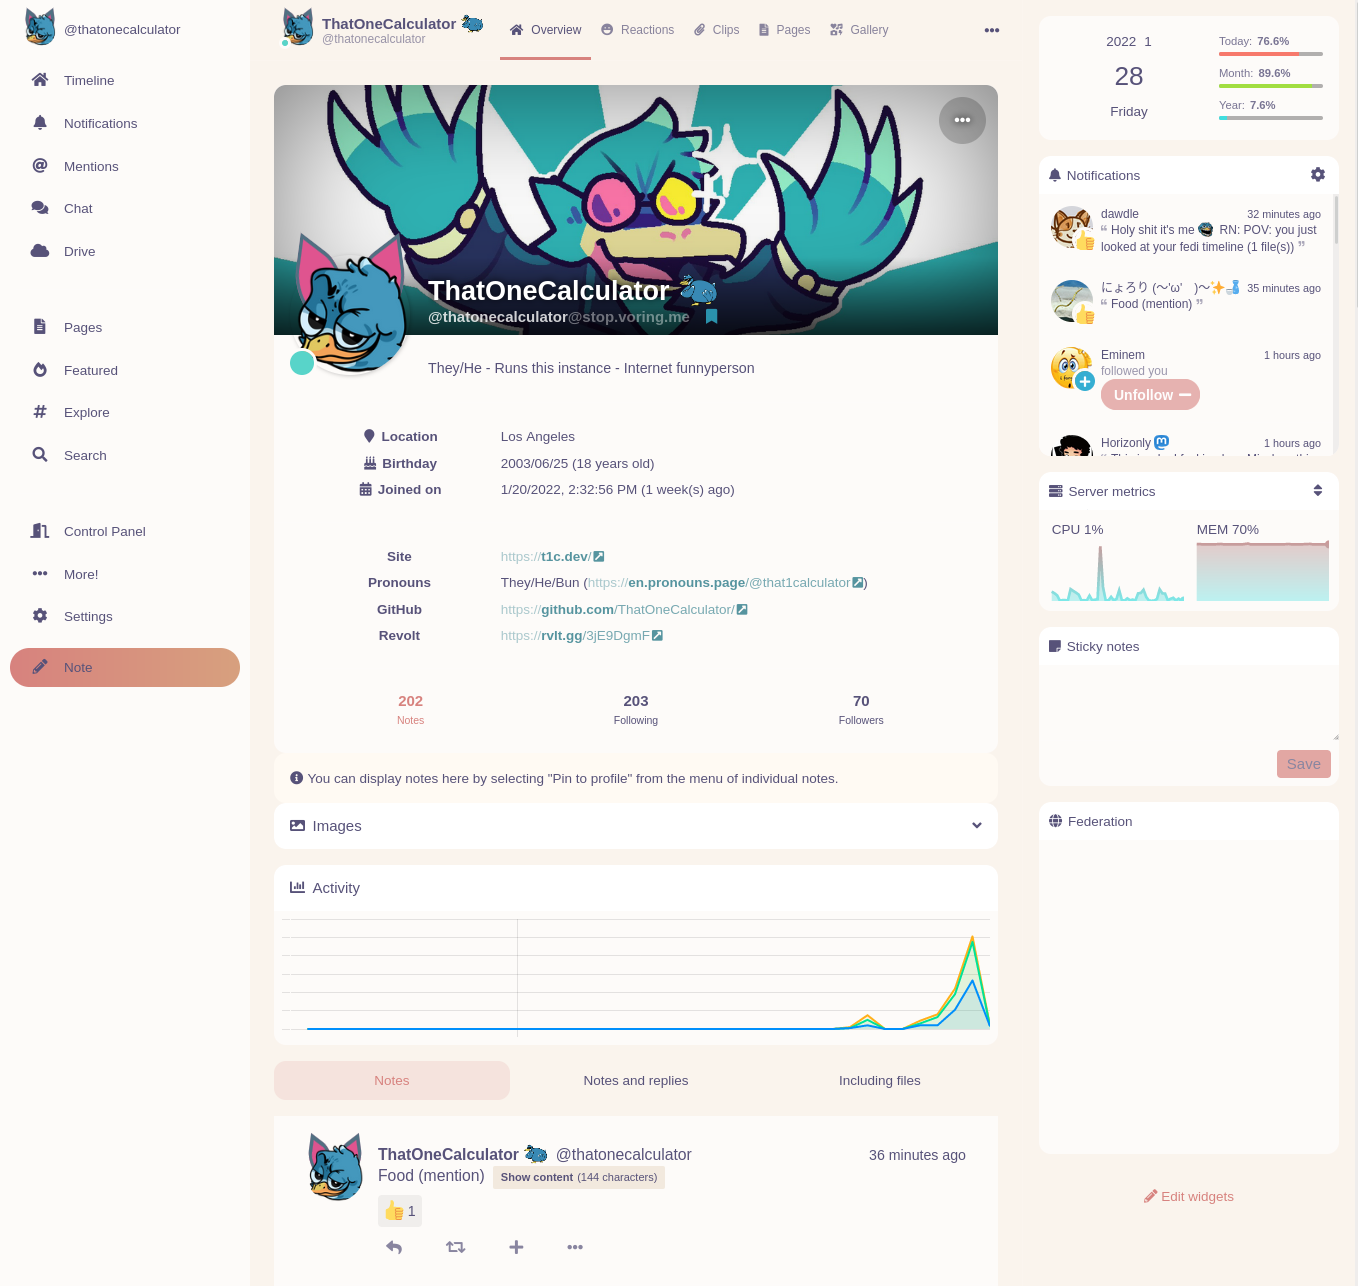 @thatonecalculator
Timeline
Notifications
Mentions
Chat
Drive
Pages
Featured
Explore
Search
Control Panel
More!
Settings
Note
ThatOneCalculator
@thatonecalculator
Overview
Reactions
Clips
Pages
Gallery
ThatOneCalculator
@thatonecalculator@stop.voring.me
They/He - Runs this instance - Internet funnyperson
Location Los Angeles
Birthday 2003/06/25 (18 years old)
Joined on 1/20/2022, 2:32:56 PM (1 week(s) ago)
Site https://t1c.dev/
Pronouns They/He/Bun (https://en.pronouns.page/@that1calculator)
GitHub https://github.com/ThatOneCalculator/
Revolt https://rvlt.gg/3jE9DgmF
202 203 70
Notes Following Followers
You can display notes here by selecting "Pin to profile" from the menu of individual notes.
Images
Activity
Notes Notes and replies Including files
ThatOneCalculator @thatonecalculator 36 minutes ago
Food (mention) Show content (144 characters)
👍 1
2022 1
28
Friday
Today: 76.6%
Month: 89.6%
Year: 7.6%
Notifications
dawdle 32 minutes ago
“ Holy shit it's me RN: POV: you just
looked at your fedi timeline (1 file(s)) ”
にょろり (〜'ω' )〜✨ 35 minutes ago
“ Food (mention) ”
Eminem 1 hours ago
followed you
Unfollow
Horizonly 1 hours ago
Server metrics
CPU 1% MEM 70%
Sticky notes
Save
Federation
Edit widgets